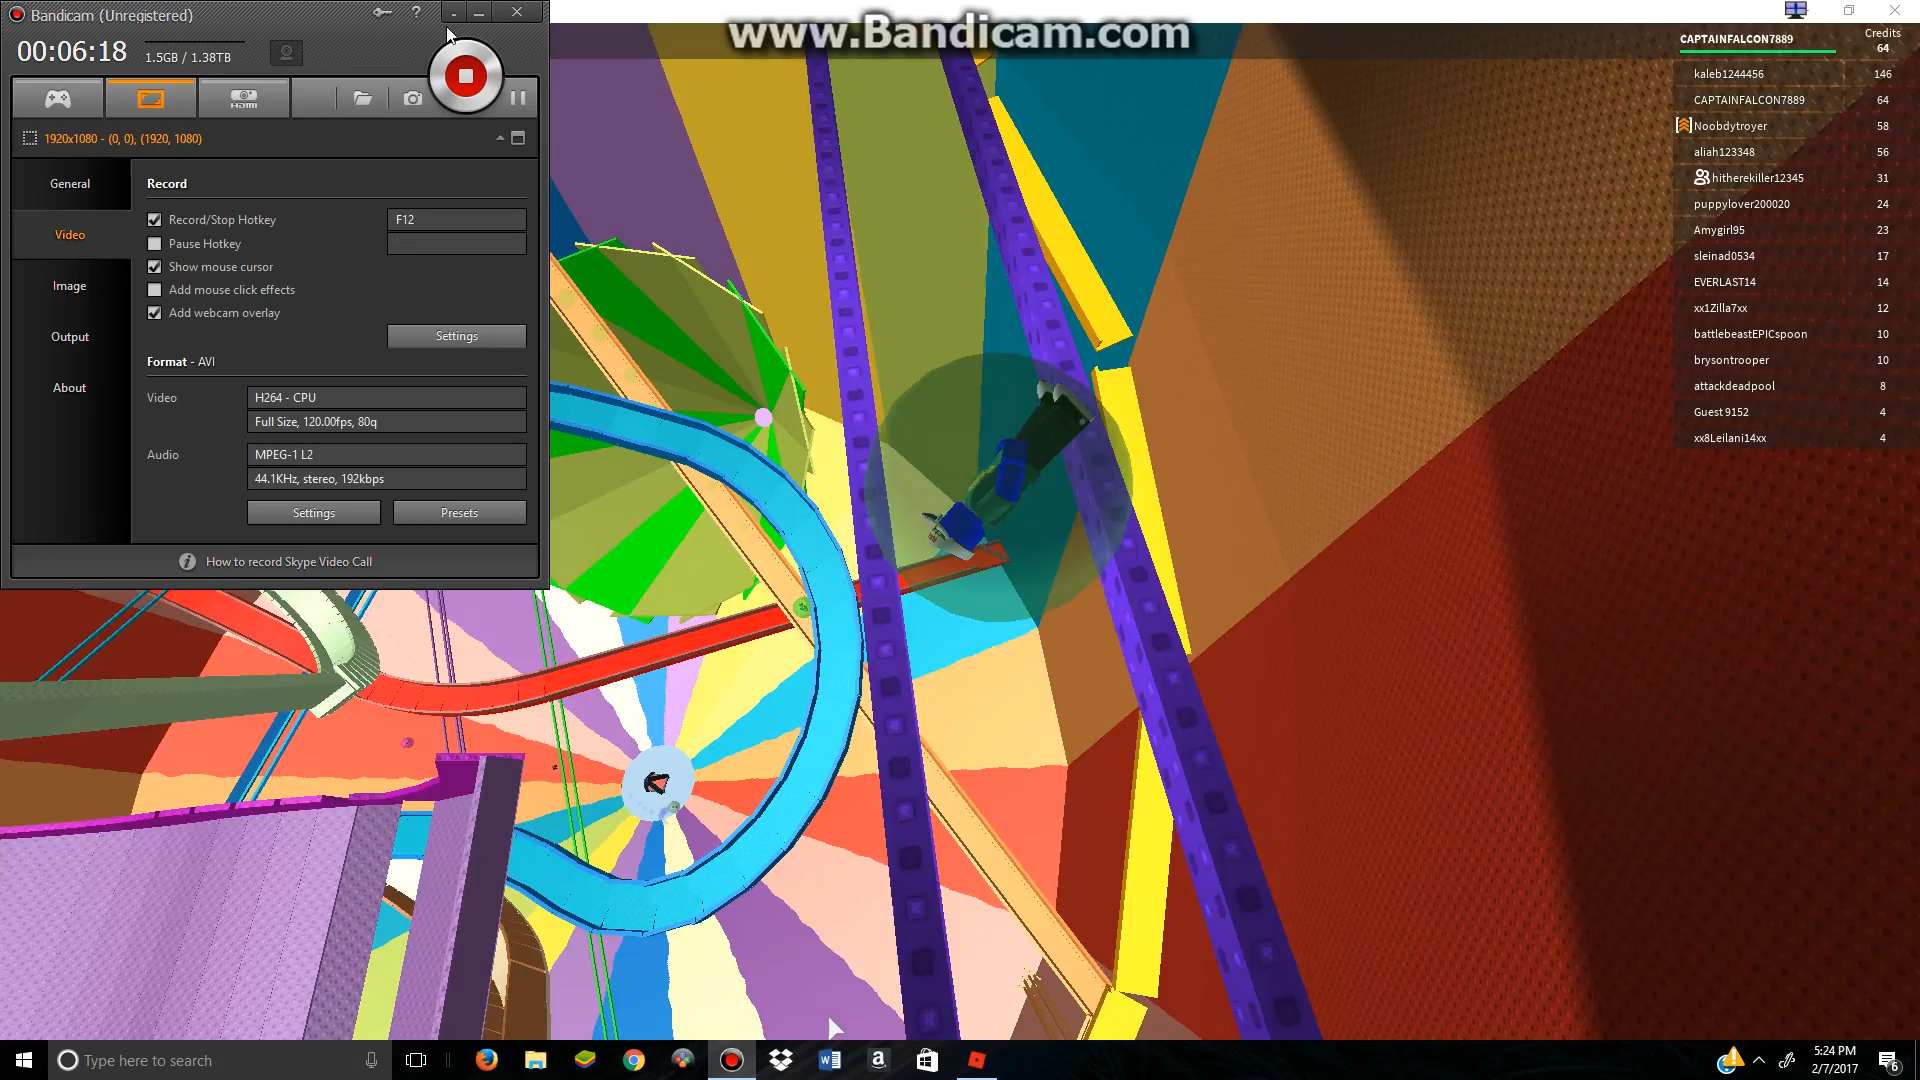 Bandicam (Unregistered)
?
www.Bandicam.com
00:06:18
1.5GB / 1.38TB
HDMI
1920x1080 - (0, 0), (1920, 1080)
General
Video
Image
Output
About
Record
Record/Stop Hotkey
F12
Pause Hotkey
Show mouse cursor
Add mouse click effects
Add webcam overlay
Settings
Format - AVI
Video
H264 - CPU
Full Size, 120.00fps, 80q
Audio
MPEG-1 L2
44.1KHz, stereo, 192kbps
Settings
Presets
How to record Skype Video Call
CAPTAINFALCON7889
Credits
64
kaleb1244456 146
CAPTAINFALCON7889 64
Noobdytroyer 58
aliah123348 56
hitherekiller12345 31
puppylover200020 24
Amygirl95 23
sleinad0534 17
EVERLAST14 14
xx1Zilla7xx 12
battlebeastEPICspoon 10
brysontrooper 10
attackdeadpool 8
Guest 9152 4
xx8Leilani14xx 4
Type here to search
5:24 PM
2/7/2017
6